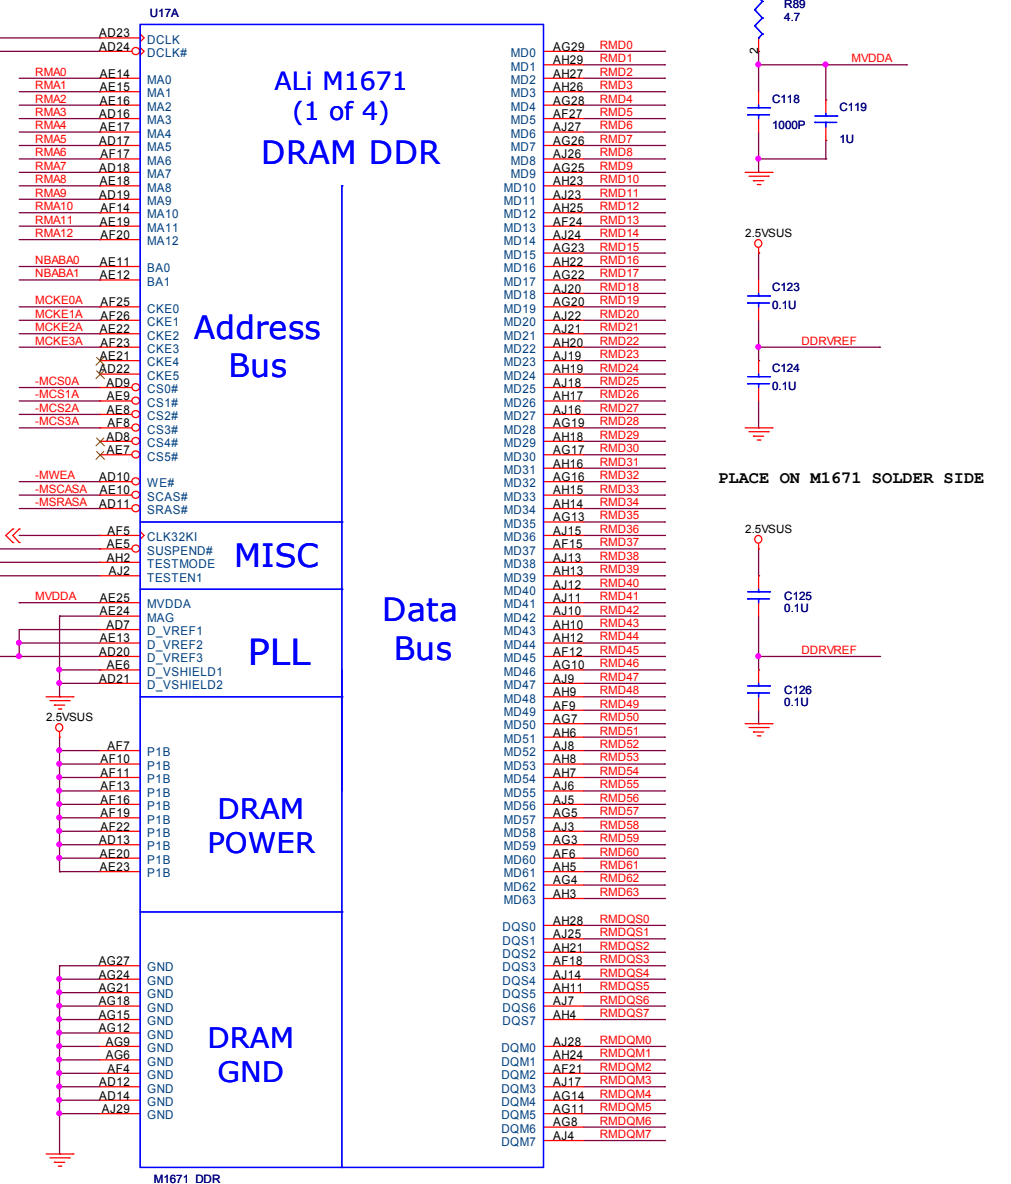 U17A
AD23 DCLK
AD24 DCLK#
RMA0 AE14 MA0
RMA1 AE15 MA1
RMA2 AE16 MA2
RMA3 AD16 MA3
RMA4 AE17 MA4
RMA5 AD17 MA5
RMA6 AF17 MA6
RMA7 AD18 MA7
RMA8 AE18 MA8
RMA9 AD19 MA9
RMA10 AF14 MA10
RMA11 AE19 MA11
RMA12 AF20 MA12
NBABA0 AE11 BA0
NBABA1 AE12 BA1
MCKE0A AF25 CKE0
MCKE1A AF26 CKE1
MCKE2A AE22 CKE2
MCKE3A AF23 CKE3
AE21 CKE4
AD22 CKE5
-MCS0A AD9 CS0#
-MCS1A AE9 CS1#
-MCS2A AE8 CS2#
-MCS3A AF8 CS3#
AD8 CS4#
AE7 CS5#
-MWEA AD10 WE#
-MSCASA AE10 SCAS#
-MSRASA AD11 SRAS#
AF5 CLK32KI
AE5 SUSPEND#
AH2 TESTMODE
AJ2 TESTEN1
MVDDA AE25 MVDDA
AE24 MAG
AD7 D_VREF1
AE13 D_VREF2
AD20 D_VREF3
AE6 D_VSHIELD1
AD21 D_VSHIELD2
2.5VSUS
AF7 P1B
AF10 P1B
AF11 P1B
AF13 P1B
AF16 P1B
AF19 P1B
AF22 P1B
AD13 P1B
AE20 P1B
AE23 P1B
AG27 GND
AG24 GND
AG21 GND
AG18 GND
AG15 GND
AG12 GND
AG9 GND
AG6 GND
AF4 GND
AD12 GND
AD14 GND
AJ29 GND
ALi M1671
(1 of 4)
DRAM DDR
Address
Bus
MISC
PLL
DRAM
POWER
DRAM
GND
Data
Bus
MD0 AG29 RMD0
MD1 AH29 RMD1
MD2 AH27 RMD2
MD3 AH26 RMD3
MD4 AG28 RMD4
MD5 AF27 RMD5
MD6 AJ27 RMD6
MD7 AG26 RMD7
MD8 AJ26 RMD8
MD9 AG25 RMD9
MD10 AH23 RMD10
MD11 AJ23 RMD11
MD12 AH25 RMD12
MD13 AF24 RMD13
MD14 AJ24 RMD14
MD15 AG23 RMD15
MD16 AH22 RMD16
MD17 AG22 RMD17
MD18 AJ20 RMD18
MD19 AG20 RMD19
MD20 AJ22 RMD20
MD21 AJ21 RMD21
MD22 AH20 RMD22
MD23 AJ19 RMD23
MD24 AH19 RMD24
MD25 AJ18 RMD25
MD26 AH17 RMD26
MD27 AJ16 RMD27
MD28 AG19 RMD28
MD29 AH18 RMD29
MD30 AG17 RMD30
MD31 AH16 RMD31
MD32 AG16 RMD32
MD33 AH15 RMD33
MD34 AH14 RMD34
MD35 AG13 RMD35
MD36 AJ15 RMD36
MD37 AF15 RMD37
MD38 AJ13 RMD38
MD39 AH13 RMD39
MD40 AJ12 RMD40
MD41 AJ11 RMD41
MD42 AJ10 RMD42
MD43 AH10 RMD43
MD44 AH12 RMD44
MD45 AF12 RMD45
MD46 AG10 RMD46
MD47 AJ9 RMD47
MD48 AH9 RMD48
MD49 AF9 RMD49
MD50 AG7 RMD50
MD51 AH6 RMD51
MD52 AJ8 RMD52
MD53 AH8 RMD53
MD54 AH7 RMD54
MD55 AJ6 RMD55
MD56 AJ5 RMD56
MD57 AG5 RMD57
MD58 AJ3 RMD58
MD59 AG3 RMD59
MD60 AF6 RMD60
MD61 AH5 RMD61
MD62 AG4 RMD62
MD63 AH3 RMD63
DQS0 AH28 RMDQS0
DQS1 AJ25 RMDQS1
DQS2 AH21 RMDQS2
DQS3 AF18 RMDQS3
DQS4 AJ14 RMDQS4
DQS5 AH11 RMDQS5
DQS6 AJ7 RMDQS6
DQS7 AH4 RMDQS7
DQM0 AJ28 RMDQM0
DQM1 AH24 RMDQM1
DQM2 AF21 RMDQM2
DQM3 AJ17 RMDQM3
DQM4 AG14 RMDQM4
DQM5 AG11 RMDQM5
DQM6 AG8 RMDQM6
DQM7 AJ4 RMDQM7
M1671_DDR
R89
4.7
2
MVDDA
C118
1000P
C119
1U
2.5VSUS
C123
0.1U
DDRVREF
C124
0.1U
PLACE ON M1671 SOLDER SIDE
2.5VSUS
C125
0.1U
DDRVREF
C126
0.1U